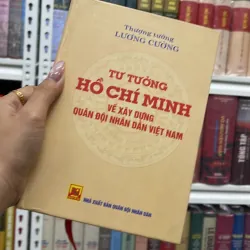 Thượng tướng
LƯƠNG CƯỜNG
TƯ TƯỞNG
HỒ CHÍ MINH
VỀ XÂY DỰNG
QUÂN ĐỘI NHÂN DÂN VIỆT NAM
NHÀ XUẤT BẢN QUÂN ĐỘI NHÂN DÂN